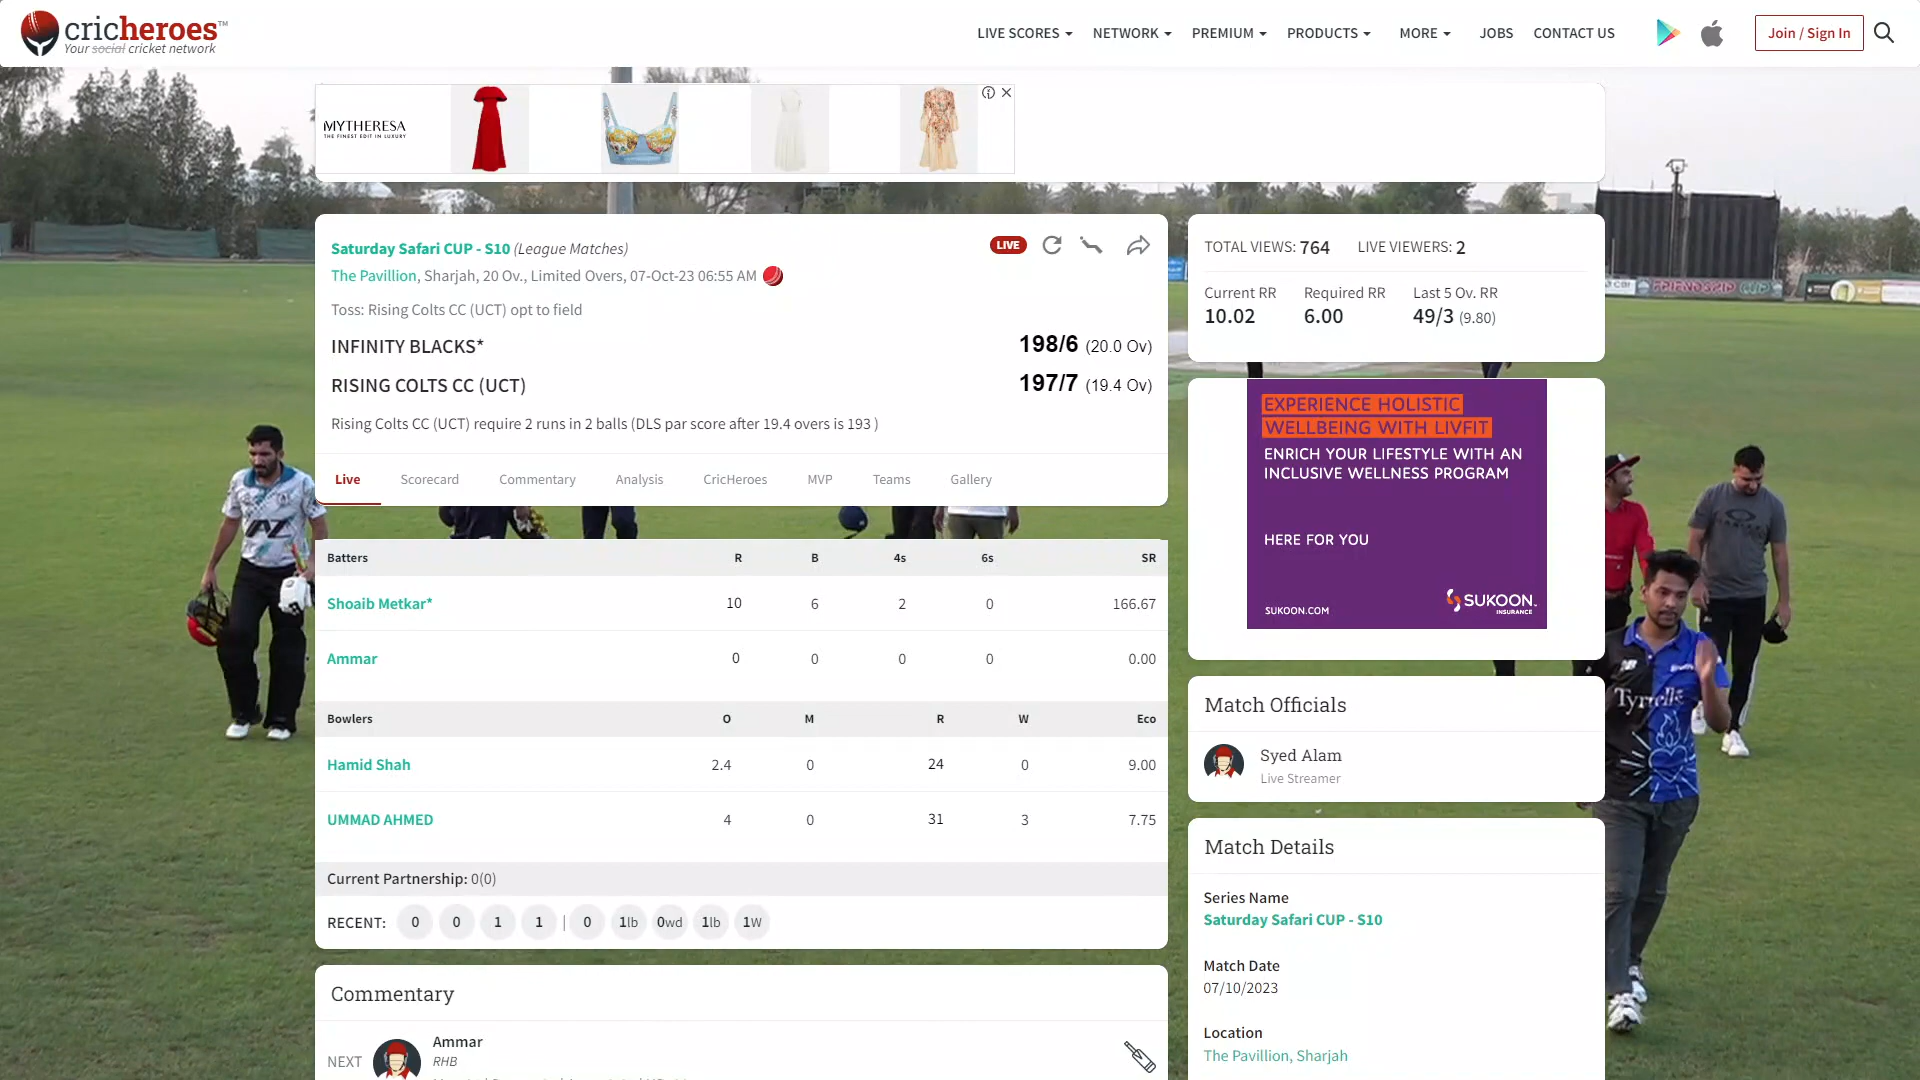 cricheroes™
Your social cricket network
LIVE SCORES NETWORK PREMIUM PRODUCTS MORE JOBS CONTACT US Join / Sign In
MYTHERESA
THE FINEST EDIT IN LUXURY
Saturday Safari CUP - S10 (League Matches)
LIVE
The Pavillion, Sharjah, 20 Ov., Limited Overs, 07-Oct-23 06:55 AM
Toss: Rising Colts CC (UCT) opt to field
INFINITY BLACKS* 198/6 (20.0 Ov)
RISING COLTS CC (UCT) 197/7 (19.4 Ov)
Rising Colts CC (UCT) require 2 runs in 2 balls (DLS par score after 19.4 overs is 193 )
Live Scorecard Commentary Analysis CricHeroes MVP Teams Gallery
Batters R B 4s 6s SR
Shoaib Metkar* 10 6 2 0 166.67
Ammar 0 0 0 0 0.00
Bowlers O M R W Eco
Hamid Shah 2.4 0 24 0 9.00
UMMAD AHMED 4 0 31 3 7.75
Current Partnership: 0(0)
RECENT: 0 0 1 1 | 0 1lb 0wd 1lb 1W
Commentary
NEXT
Ammar
RHB
TOTAL VIEWS: 764 LIVE VIEWERS: 2
Current RR Required RR Last 5 Ov. RR
10.02 6.00 49/3 (9.80)
EXPERIENCE HOLISTIC
WELLBEING WITH LIVFIT
ENRICH YOUR LIFESTYLE WITH AN
INCLUSIVE WELLNESS PROGRAM
HERE FOR YOU
SUKOON.COM
SUKOON
INSURANCE
Match Officials
Syed Alam
Live Streamer
Match Details
Series Name
Saturday Safari CUP - S10
Match Date
07/10/2023
Location
The Pavillion, Sharjah
FRIENDSHIP CUP
AZ
Tyrrells